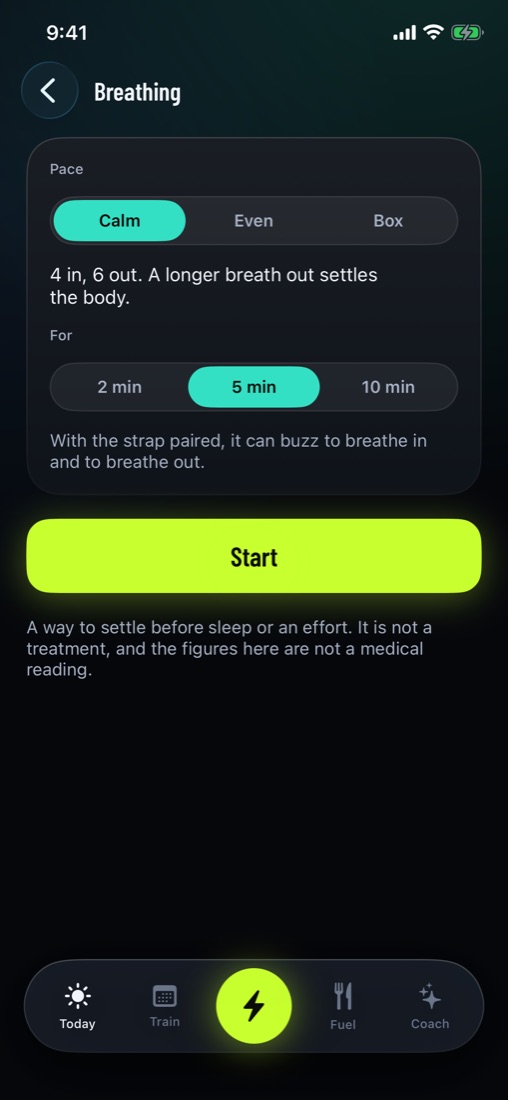 9:41
Breathing
Pace
Calm
Even
Box
4 in, 6 out. A longer breath out settles
the body.
For
2 min
5 min
10 min
With the strap paired, it can buzz to breathe in
and to breathe out.
Start
A way to settle before sleep or an effort. It is not a
treatment, and the figures here are not a medical
reading.
Today
Train
Fuel
Coach